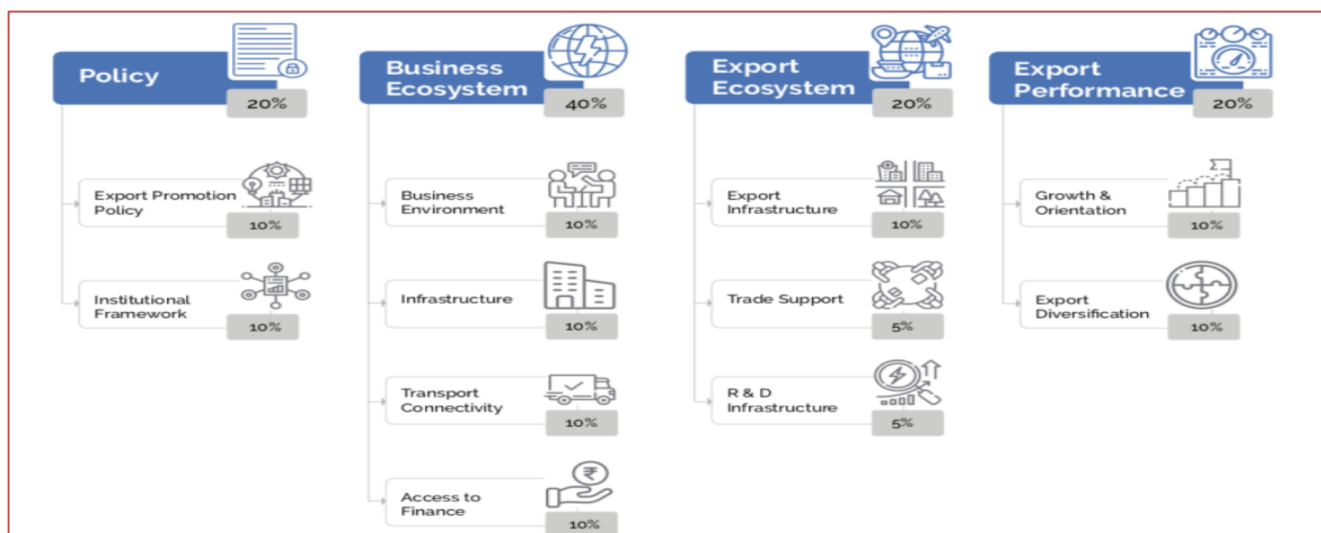 Policy
20%
Export Promotion
Policy
10%
Institutional
Framework
10%
Business
Ecosystem
40%
Business
Environment
10%
Infrastructure
10%
Transport
Connectivity
10%
₹
Access to
Finance
10%
Export
Ecosystem
20%
Export
Infrastructure
10%
Trade Support
5%
R & D
Infrastructure
5%
Export
Performance
20%
Growth &
Orientation
10%
Export
Diversification
10%